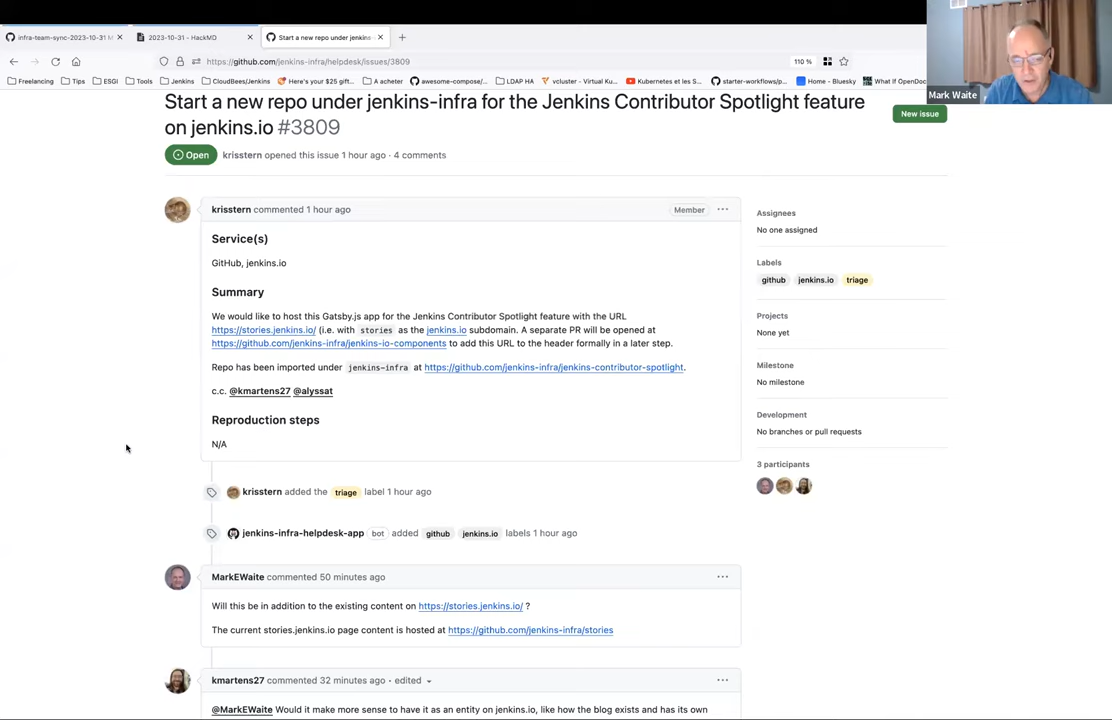 infra-team-sync-2023-10-31 M
2023-10-31 - HackMD
Start a new repo under jenkins-
https://github.com/jenkins-infra/helpdesk/issues/3809
110 %
Freelancing
Tips
ESGI
Tools
Jenkins
CloudBees/Jenkins
Here's your $25 gift...
A acheter
awesome-compose/...
LDAP HA
vcluster - Virtual Ku...
Kubernetes et les S...
starter-workflows/p...
Home - Bluesky
What If OpenDoc
Mark Waite
Start a new repo under jenkins-infra for the Jenkins Contributor Spotlight feature
on jenkins.io #3809
New issue
Open
krisstern opened this issue 1 hour ago · 4 comments
krisstern commented 1 hour ago
Member
Service(s)
GitHub, jenkins.io
Summary
We would like to host this Gatsby.js app for the Jenkins Contributor Spotlight feature with the URL
https://stories.jenkins.io/ (i.e. with stories as the jenkins.io subdomain. A separate PR will be opened at
https://github.com/jenkins-infra/jenkins-io-components to add this URL to the header formally in a later step.
Repo has been imported under jenkins-infra at https://github.com/jenkins-infra/jenkins-contributor-spotlight.
c.c. @kmartens27 @alyssat
Reproduction steps
N/A
Assignees
No one assigned
Labels
github
jenkins.io
triage
Projects
None yet
Milestone
No milestone
Development
No branches or pull requests
3 participants
krisstern added the triage label 1 hour ago
jenkins-infra-helpdesk-app bot added github jenkins.io labels 1 hour ago
MarkEWaite commented 50 minutes ago
Will this be in addition to the existing content on https://stories.jenkins.io/ ?
The current stories.jenkins.io page content is hosted at https://github.com/jenkins-infra/stories
kmartens27 commented 32 minutes ago · edited
@MarkEWaite Would it make more sense to have it as an entity on jenkins.io, like how the blog exists and has its own